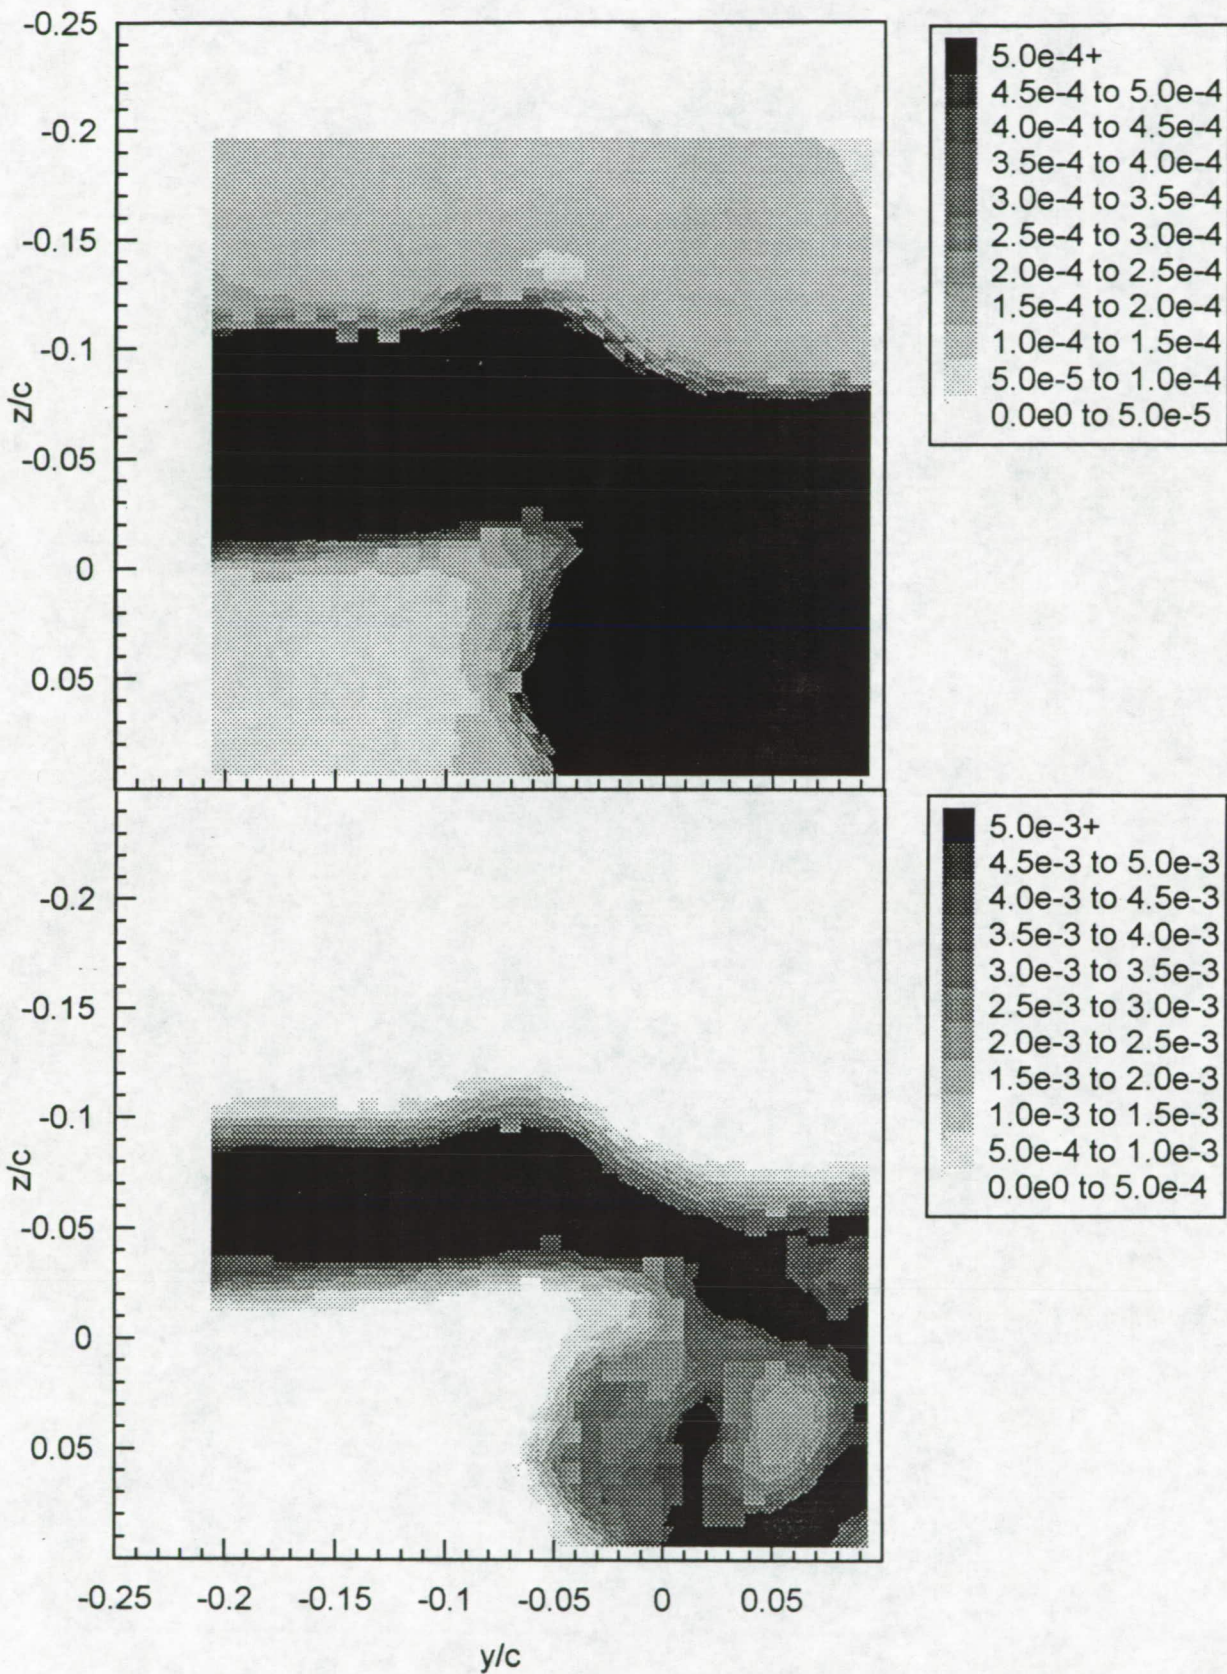 -0.25
-0.2
-0.15
-0.1
-0.05
0
0.05
z/c
5.0e-4+
4.5e-4 to 5.0e-4
4.0e-4 to 4.5e-4
3.5e-4 to 4.0e-4
3.0e-4 to 3.5e-4
2.5e-4 to 3.0e-4
2.0e-4 to 2.5e-4
1.5e-4 to 2.0e-4
1.0e-4 to 1.5e-4
5.0e-5 to 1.0e-4
0.0e0 to 5.0e-5
-0.2
-0.15
-0.1
-0.05
0
0.05
z/c
5.0e-3+
4.5e-3 to 5.0e-3
4.0e-3 to 4.5e-3
3.5e-3 to 4.0e-3
3.0e-3 to 3.5e-3
2.5e-3 to 3.0e-3
2.0e-3 to 2.5e-3
1.5e-3 to 2.0e-3
1.0e-3 to 1.5e-3
5.0e-4 to 1.0e-3
0.0e0 to 5.0e-4
-0.25 -0.2 -0.15 -0.1 -0.05 0 0.05
y/c